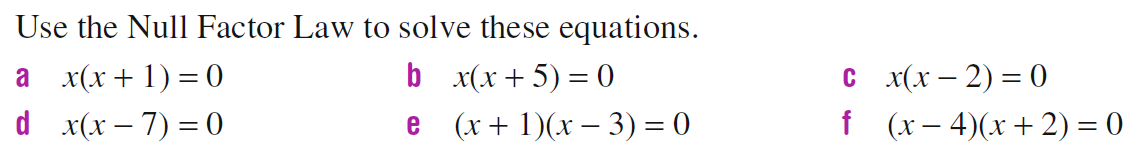 Use the Null Factor Law to solve these equations.
a x(x + 1) = 0 b x(x + 5) = 0 c x(x – 2) = 0
d x(x – 7) = 0 e (x + 1)(x – 3) = 0 f (x – 4)(x + 2) = 0